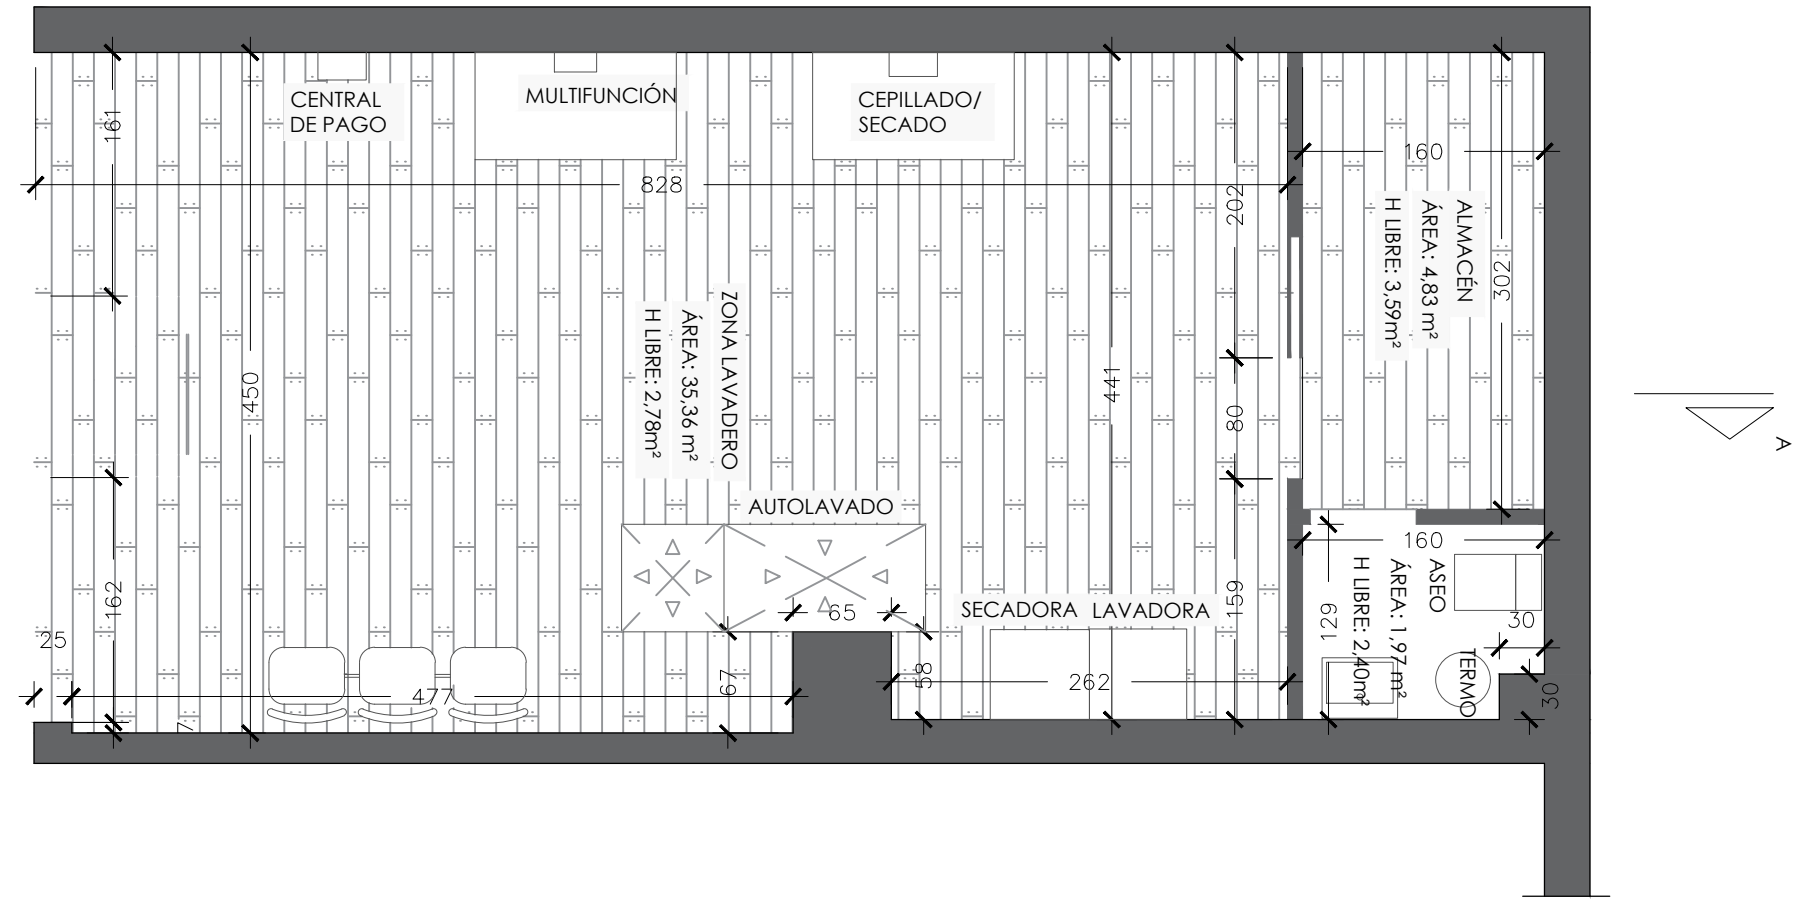 CENTRAL
DE PAGO
MULTIFUNCIÓN
CEPILLADO/
SECADO
161
828
202
160
450
441
302
ZONA LAVADERO
ÁREA: 35,36 m²
H LIBRE: 2,78m²
ALMACÉN
ÁREA: 4,83 m²
H LIBRE: 3,59m²
80
A
AUTOLAVADO
160
162
65
SECADORA
LAVADORA
159
129
ASEO
ÁREA: 1,97 m²
H LIBRE: 2,40m²
30
25
477
67
58
262
TERMO
30
7